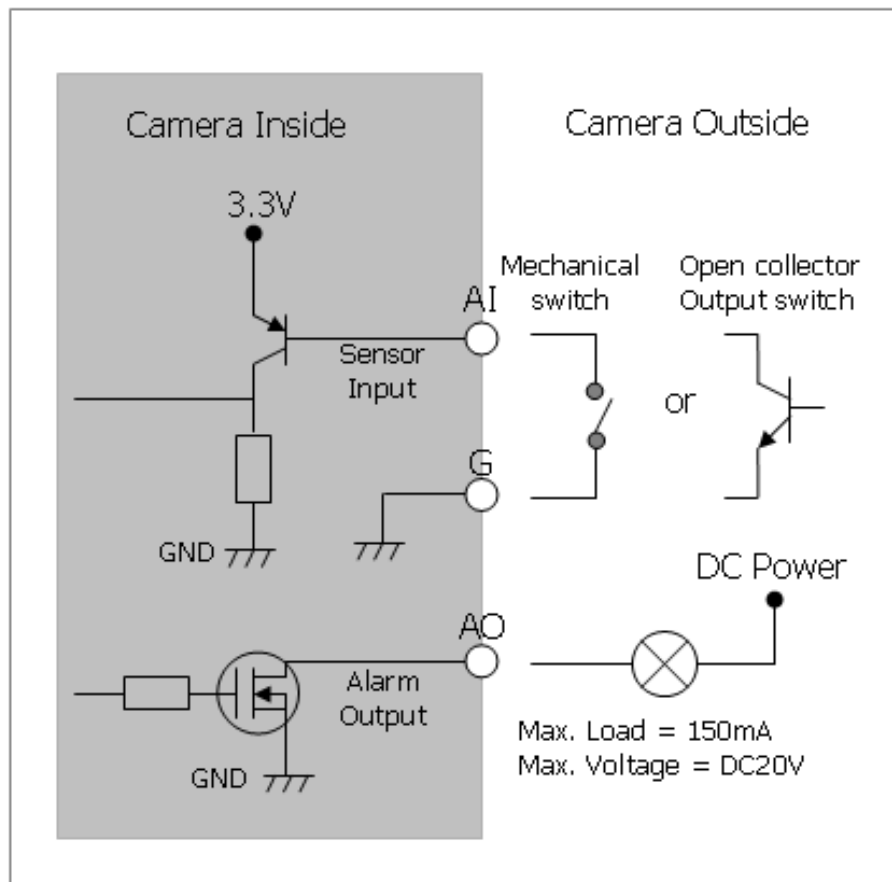 Camera Inside
Camera Outside
3.3V
Mechanical
switch
Open collector
Output switch
AI
Sensor
Input
or
G
GND
DC Power
AO
Alarm
Output
GND
Max. Load = 150mA
Max. Voltage = DC20V